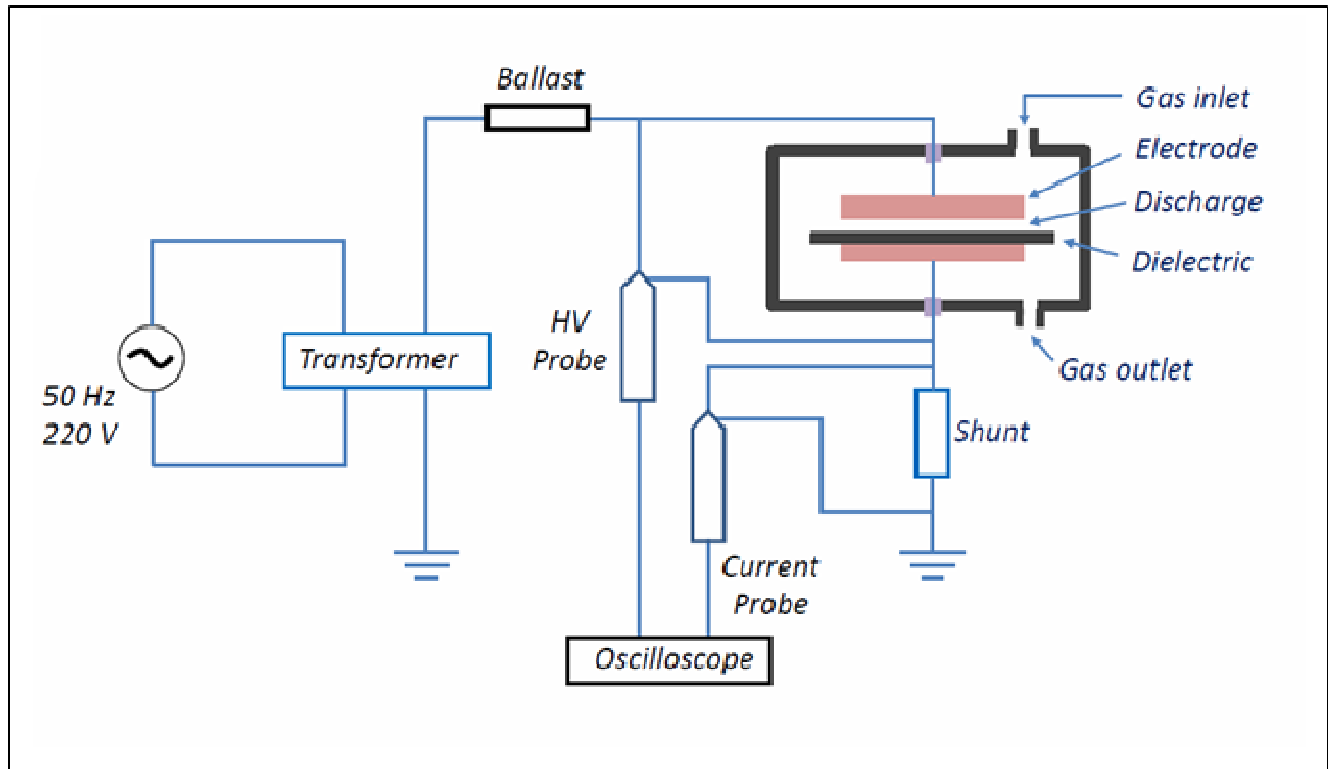 Ballast
Gas inlet
Electrode
Discharge
Dielectric
HV
Probe
Transformer
Gas outlet
50 Hz
220 V
Shunt
Current
Probe
Oscilloscope